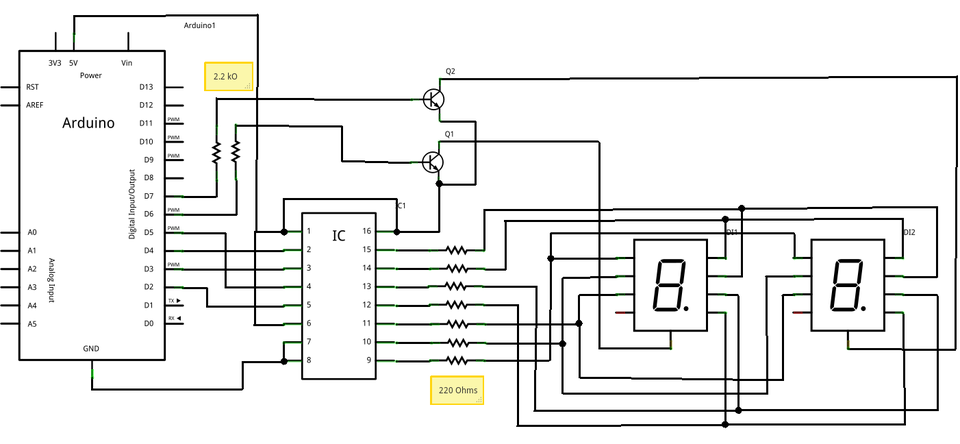 Arduino1
3V3 5V Vin
Power
RST
AREF
Arduino
D13
D12
D11 PWM
D10 PWM
D9 PWM
D8
D7
D6 PWM
D5 PWM
D4
D3 PWM
D2
D1 TX ▶
D0 RX ◀
Digital Input/Output
A0
A1
A2
A3
A4
A5
Analog Input
GND
2.2 kO
Q2
Q1
C1
IC
1 16
2 15
3 14
4 13
5 12
6 11
7 10
8 9
220 Ohms
DI1
8.
DI2
8.